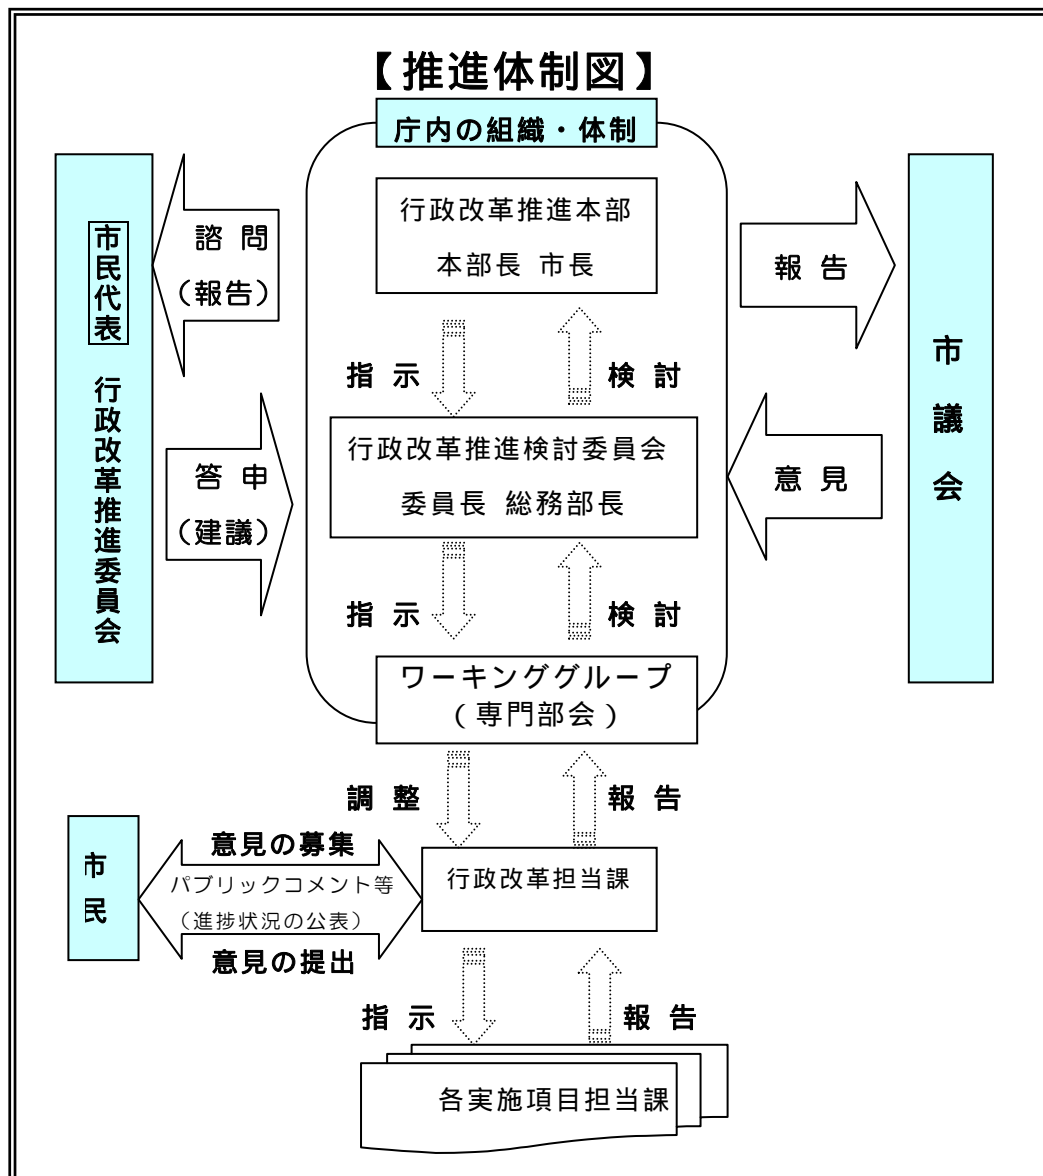 【推進体制図】
庁内の組織・体制
行政改革推進本部
本部長 市長
諮 問
（報告）
報 告
市民代表 行政改革推進委員会
市議会
指 示
検 討
行政改革推進検討委員会
委員長 総務部長
答 申
（建議）
意 見
指 示
検 討
ワーキンググループ
（専門部会）
調 整
報 告
市民
意見の募集
パブリックコメント等
（進捗状況の公表）
意見の提出
行政改革担当課
指 示
報 告
各実施項目担当課